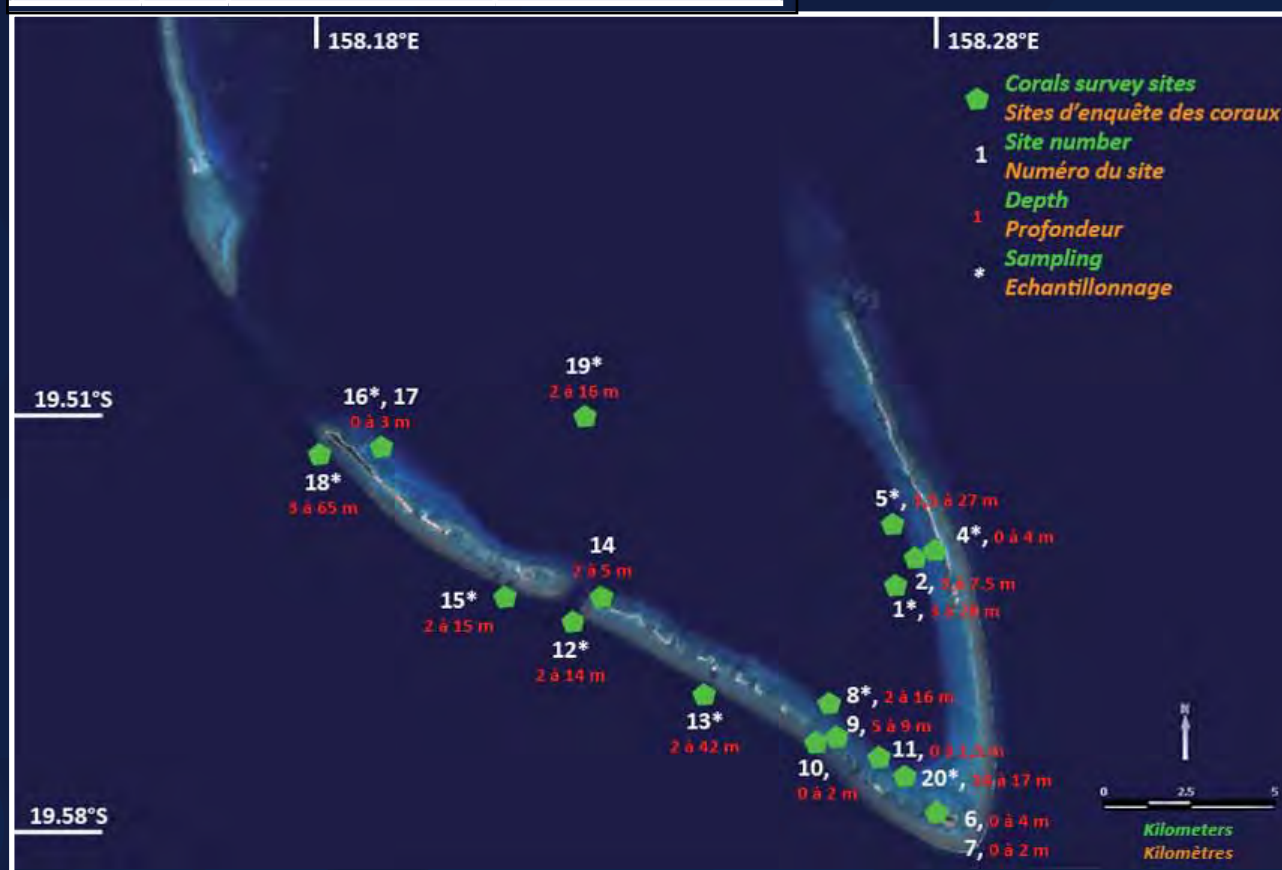 158.18°E
158.28°E
Corals survey sites
Sites d'enquête des coraux
1 Site number
Numéro du site
1 Depth
Profondeur
* Sampling
Echantillonnage
19.51°S
19*
2 à 16 m
16*, 17
0 à 3 m
18*
3 à 65 m
5*, à 27 m
4*, 0 à 4 m
2, à 7.5 m
1*, à m
14
2 à 5 m
15*
2 à 15 m
12*
2 à 14 m
13*
2 à 42 m
8*, 2 à 16 m
9, 5 à 9 m
10,
0 à 2 m
11, 0 à m
20*, à 17 m
6, 0 à 4 m
7, 0 à 2 m
19.58°S
N
0 2.5 5
Kilometers
Kilomètres